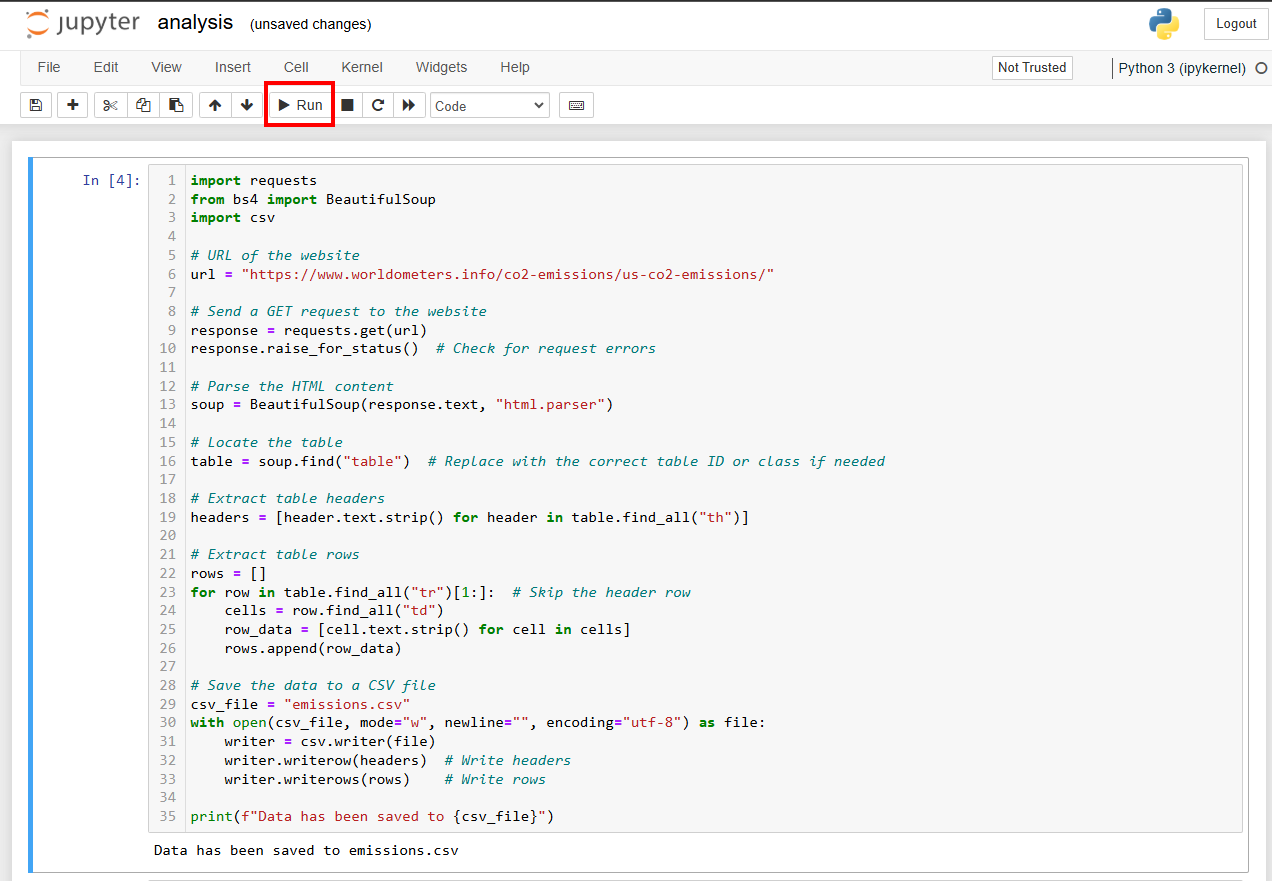 jupyter analysis (unsaved changes) Logout
File Edit View Insert Cell Kernel Widgets Help Not Trusted Python 3 (ipykernel)
Run Code
In [4]:
1 import requests
2 from bs4 import BeautifulSoup
3 import csv
4
5 # URL of the website
6 url = "https://www.worldometers.info/co2-emissions/us-co2-emissions/"
7
8 # Send a GET request to the website
9 response = requests.get(url)
10 response.raise_for_status()  # Check for request errors
11
12 # Parse the HTML content
13 soup = BeautifulSoup(response.text, "html.parser")
14
15 # Locate the table
16 table = soup.find("table")  # Replace with the correct table ID or class if needed
17
18 # Extract table headers
19 headers = [header.text.strip() for header in table.find_all("th")]
20
21 # Extract table rows
22 rows = []
23 for row in table.find_all("tr")[1:]:  # Skip the header row
24     cells = row.find_all("td")
25     row_data = [cell.text.strip() for cell in cells]
26     rows.append(row_data)
27
28 # Save the data to a CSV file
29 csv_file = "emissions.csv"
30 with open(csv_file, mode="w", newline="", encoding="utf-8") as file:
31     writer = csv.writer(file)
32     writer.writerow(headers)  # Write headers
33     writer.writerows(rows)    # Write rows
34
35 print(f"Data has been saved to {csv_file}")
Data has been saved to emissions.csv